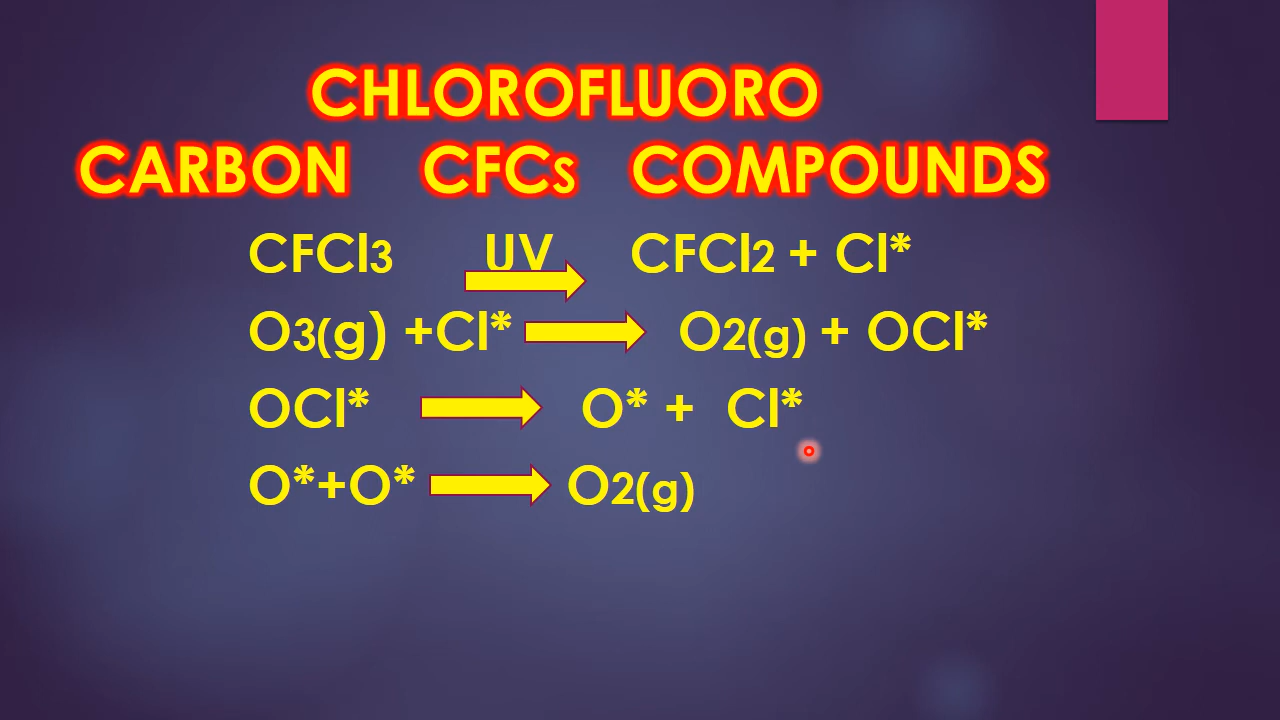 CHLOROFLUORO
CARBON CFCs COMPOUNDS
CFCl3 UV CFCl2 + Cl*
O3(g) +Cl* O2(g) + OCl*
OCl* O* + Cl*
O*+O* O2(g)